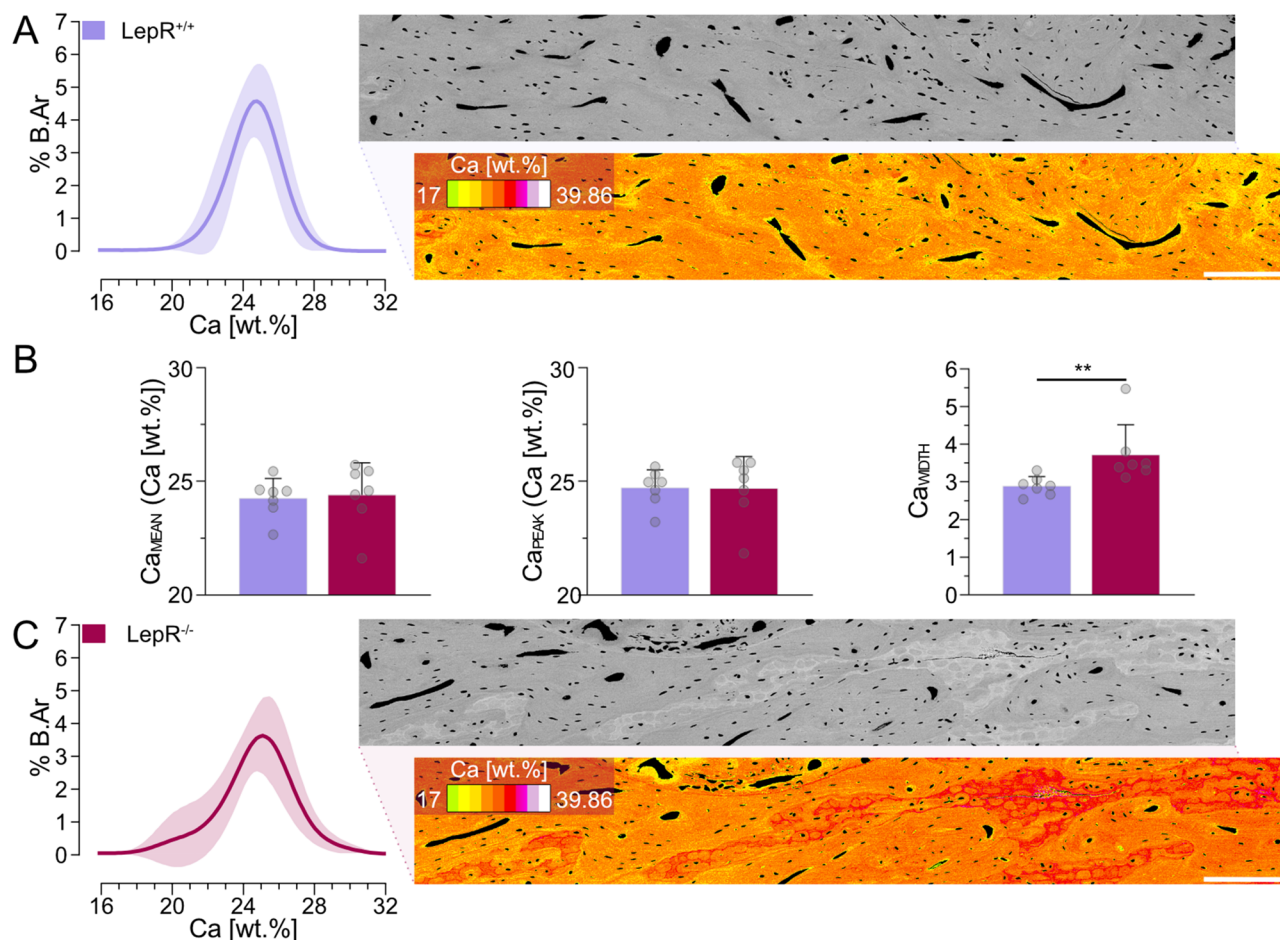 A
LepR+/+
7
6
5
4
3
2
1
0
% B.Ar
16 20 24 28 32
Ca [wt.%]
Ca [wt.%]
17 39.86
B
30
25
20
CaMEAN (Ca [wt.%])
30
25
20
CaPEAK (Ca [wt.%])
6
5
4
3
2
1
0
CaWIDTH
**
C
LepR-/-
7
6
5
4
3
2
1
0
% B.Ar
16 20 24 28 32
Ca [wt.%]
Ca [wt.%]
17 39.86